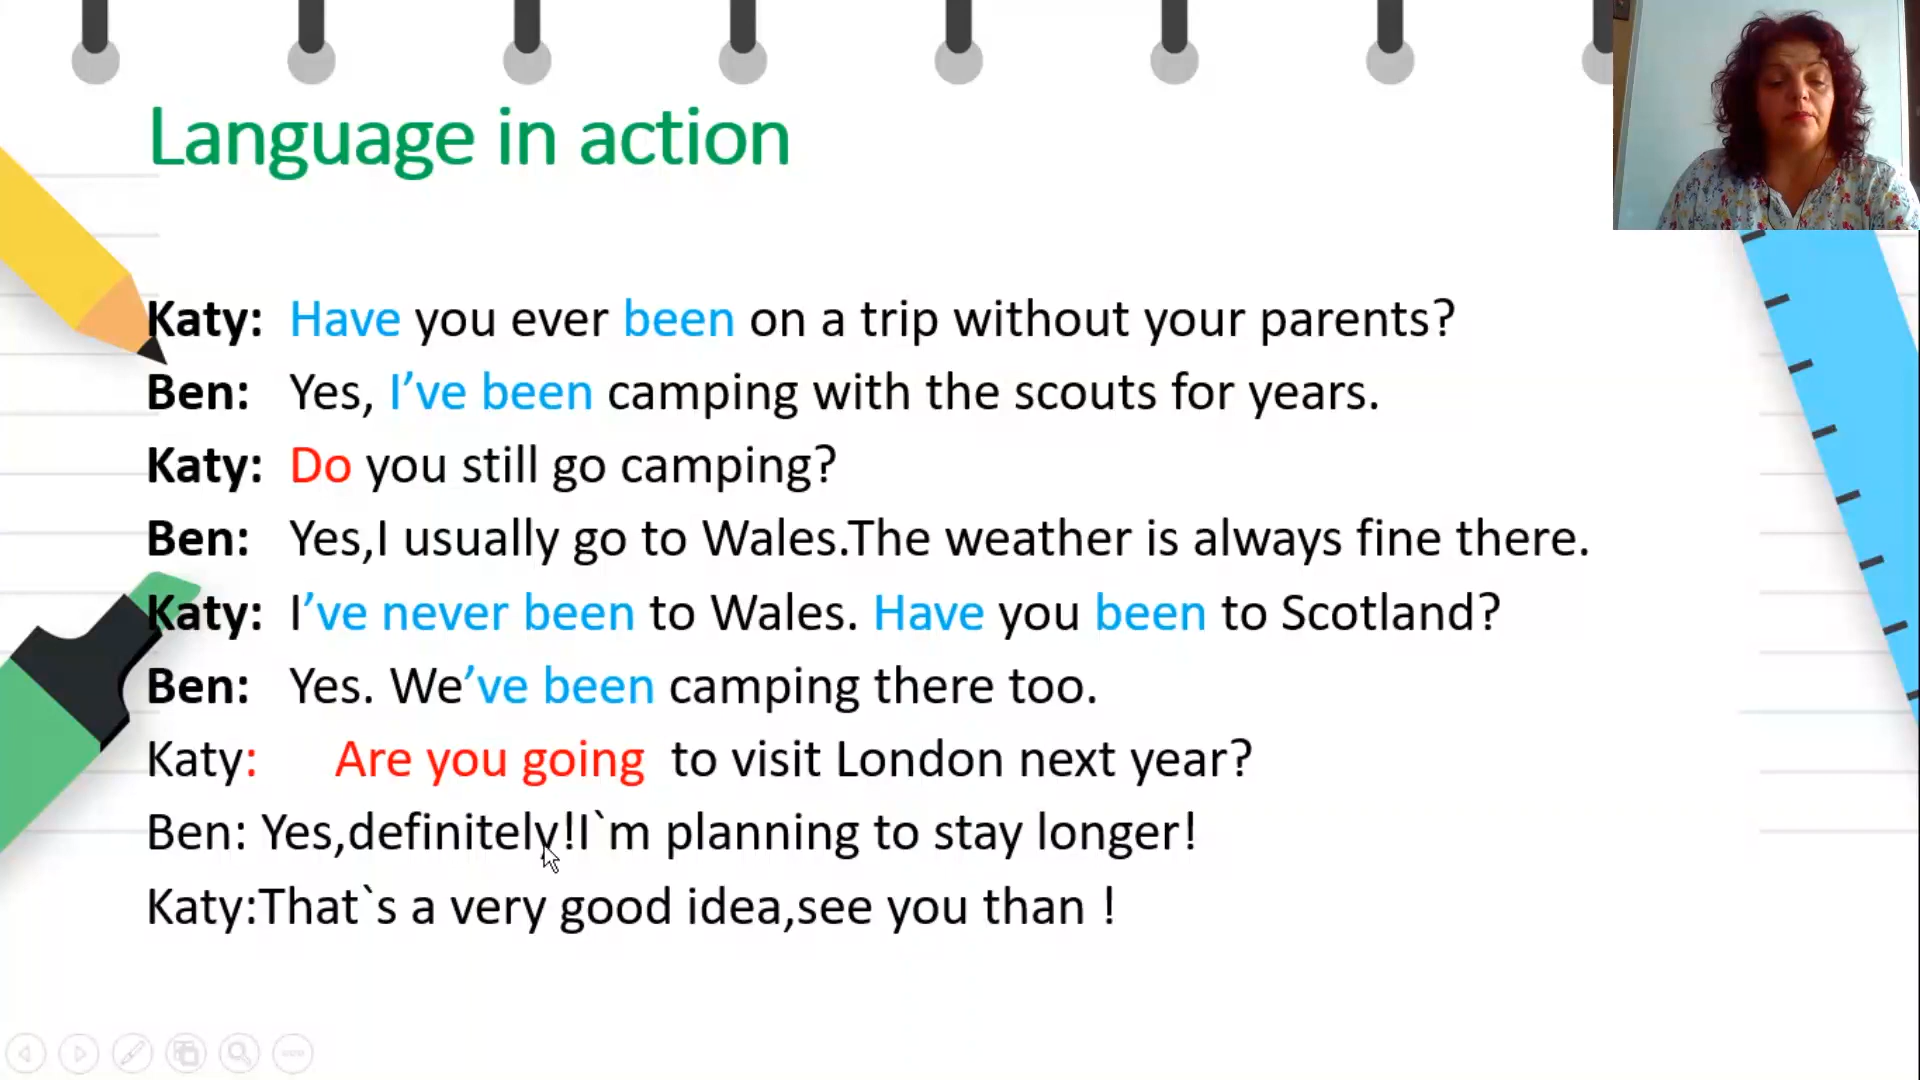 Language in action
Katy: Have you ever been on a trip without your parents?
Ben: Yes, I’ve been camping with the scouts for years.
Katy: Do you still go camping?
Ben: Yes,I usually go to Wales.The weather is always fine there.
Katy: I’ve never been to Wales. Have you been to Scotland?
Ben: Yes. We’ve been camping there too.
Katy: Are you going to visit London next year?
Ben: Yes,definitely!I`m planning to stay longer!
Katy:That`s a very good idea,see you than !